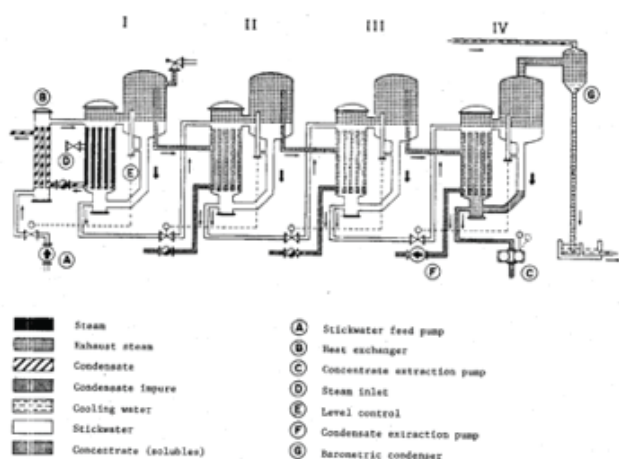 I II III IV
B
G
D
E
A
F
C
Steam
Exhaust steam
Condensate
Condensate impure
Cooling water
Stickwater
Concentrate (solubles)
A Stickwater feed pump
B Heat exchanger
C Concentrate extraction pump
D Steam inlet
E Level control
F Condensate extraction pump
G Barometric condenser